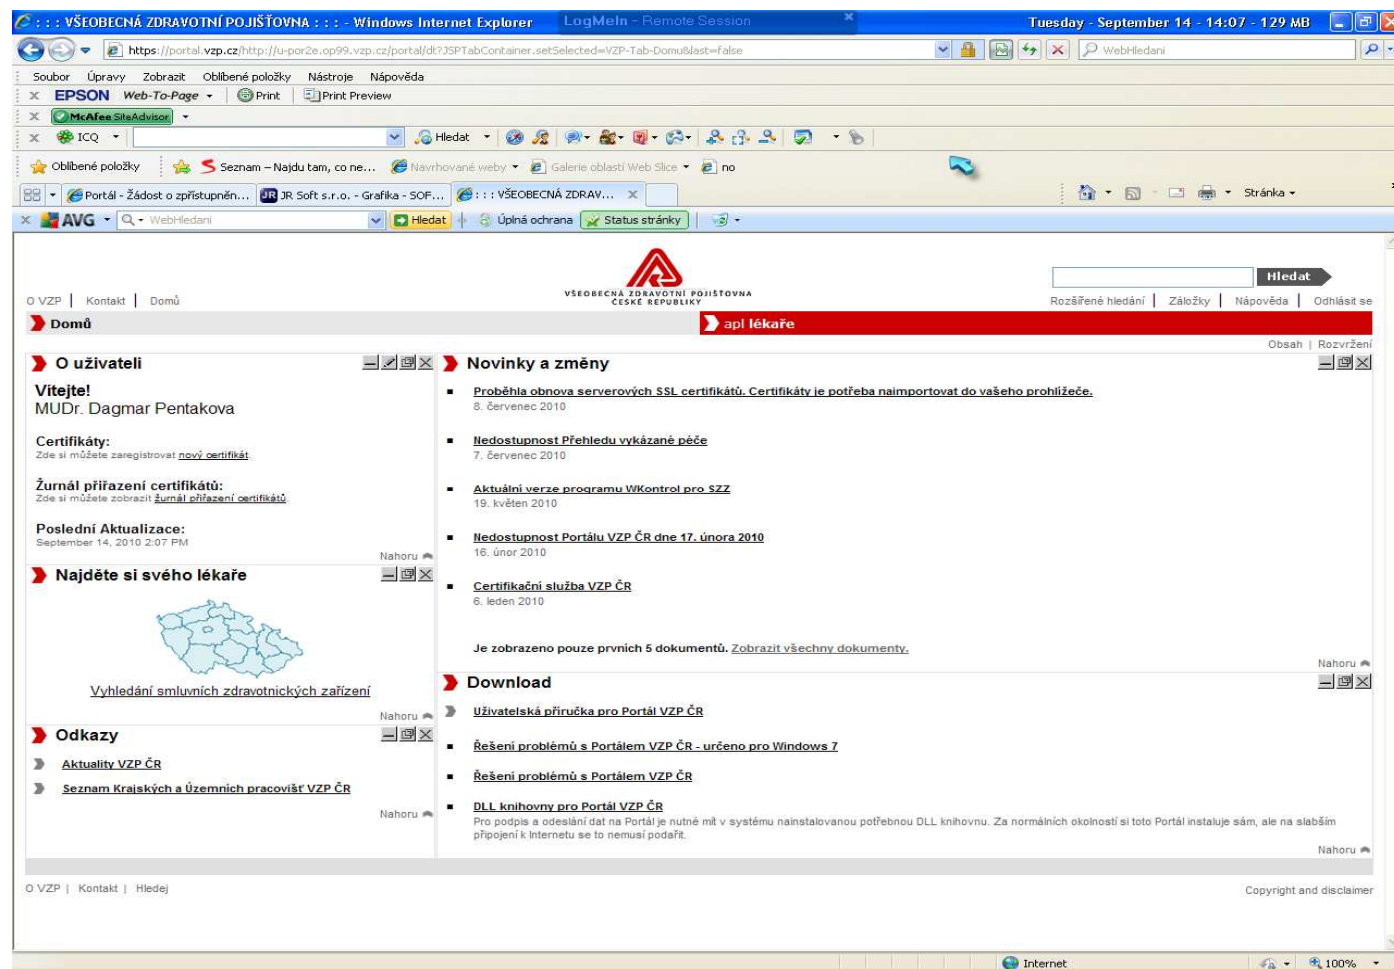 : : : VŠEOBECNÁ ZDRAVOTNÍ POJIŠŤOVNA : : : - Windows Internet Explorer
LogMeIn - Remote Session
Tuesday - September 14 - 14:07 - 129 MB
https://portal.vzp.cz/http://u-por2e.op99.vzp.cz/portal/dt?JSPTabContainer.setSelected=VZP-Tab-Domu&last=false
WebHledani
Soubor Úpravy Zobrazit Oblíbené položky Nástroje Nápověda
EPSON Web-To-Page Print Print Preview
McAfee SiteAdvisor
ICQ Hledat
Oblíbené položky Seznam – Najdu tam, co ne... Navrhované weby Galerie oblastí Web Slice no
Portál - Žádost o zpřístupněn... JR JR Soft s.r.o. - Grafika - SOF... : : : VŠEOBECNÁ ZDRAV... Stránka
AVG WebHledani Hledat Úplná ochrana Status stránky
VŠEOBECNÁ ZDRAVOTNÍ POJIŠŤOVNA
ČESKÉ REPUBLIKY
Hledat
O VZP | Kontakt | Domů
Rozšířené hledání | Záložky | Nápověda | Odhlásit se
Domů
apl lékaře
Obsah | Rozvržení
O uživateli
Vítejte!
MUDr. Dagmar Pentakova
Certifikáty:
Zde si můžete zaregistrovat nový certifikát.
Žurnál přiřazení certifikátů:
Zde si můžete zobrazit žurnál přiřazení certifikátů.
Poslední Aktualizace:
September 14, 2010 2:07 PM
Nahoru
Najděte si svého lékaře
Vyhledání smluvních zdravotnických zařízení
Nahoru
Odkazy
Aktuality VZP ČR
Seznam Krajských a Územních pracovišť VZP ČR
Nahoru
Novinky a změny
Proběhla obnova serverových SSL certifikátů. Certifikáty je potřeba naimportovat do vašeho prohlížeče.
8. červenec 2010
Nedostupnost Přehledu vykázané péče
7. červenec 2010
Aktuální verze programu WKontrol pro SZZ
19. květen 2010
Nedostupnost Portálu VZP ČR dne 17. února 2010
16. únor 2010
Certifikační služba VZP ČR
6. leden 2010
Je zobrazeno pouze prvních 5 dokumentů. Zobrazit všechny dokumenty.
Nahoru
Download
Uživatelská příručka pro Portál VZP ČR
Řešení problémů s Portálem VZP ČR - určeno pro Windows 7
Řešení problémů s Portálem VZP ČR
DLL knihovny pro Portál VZP ČR
Pro podpis a odeslání dat na Portál je nutné mít v systému nainstalovanou potřebnou DLL knihovnu. Za normálních okolností si toto Portál instaluje sám, ale na slabším
připojení k Internetu se to nemusí podařit.
Nahoru
O VZP | Kontakt | Hledej
Copyright and disclaimer
Internet
100%